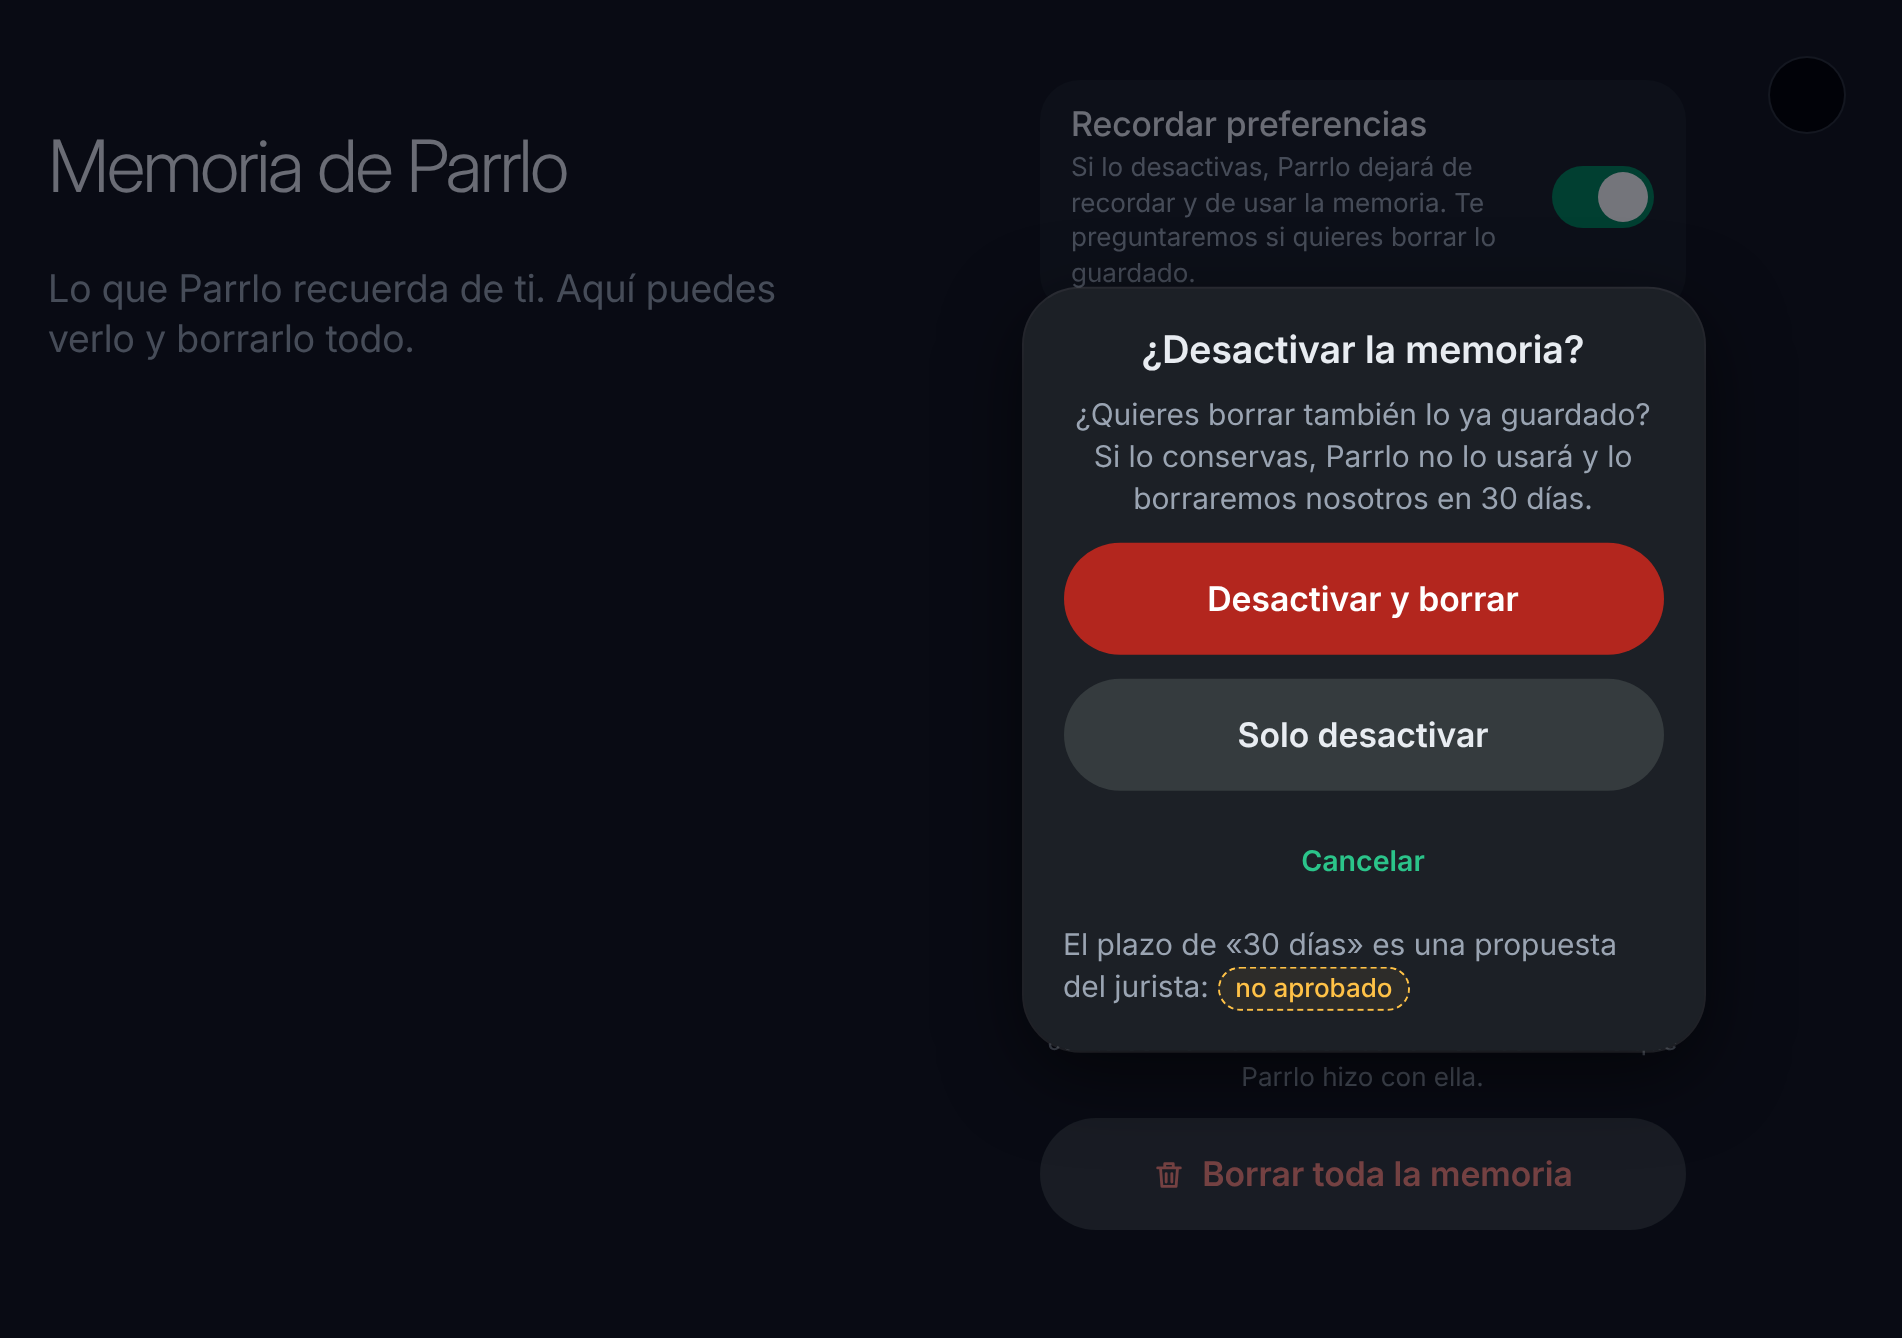 Memoria de Parrlo
Lo que Parrlo recuerda de ti. Aquí puedes
verlo y borrarlo todo.
Recordar preferencias
Si lo desactivas, Parrlo dejará de
recordar y de usar la memoria. Te
preguntaremos si quieres borrar lo
guardado.
¿Desactivar la memoria?
¿Quieres borrar también lo ya guardado?
Si lo conservas, Parrlo no lo usará y lo
borraremos nosotros en 30 días.
Desactivar y borrar
Solo desactivar
Cancelar
El plazo de «30 días» es una propuesta
del jurista: no aprobado
Parrlo hizo con ella.
Borrar toda la memoria